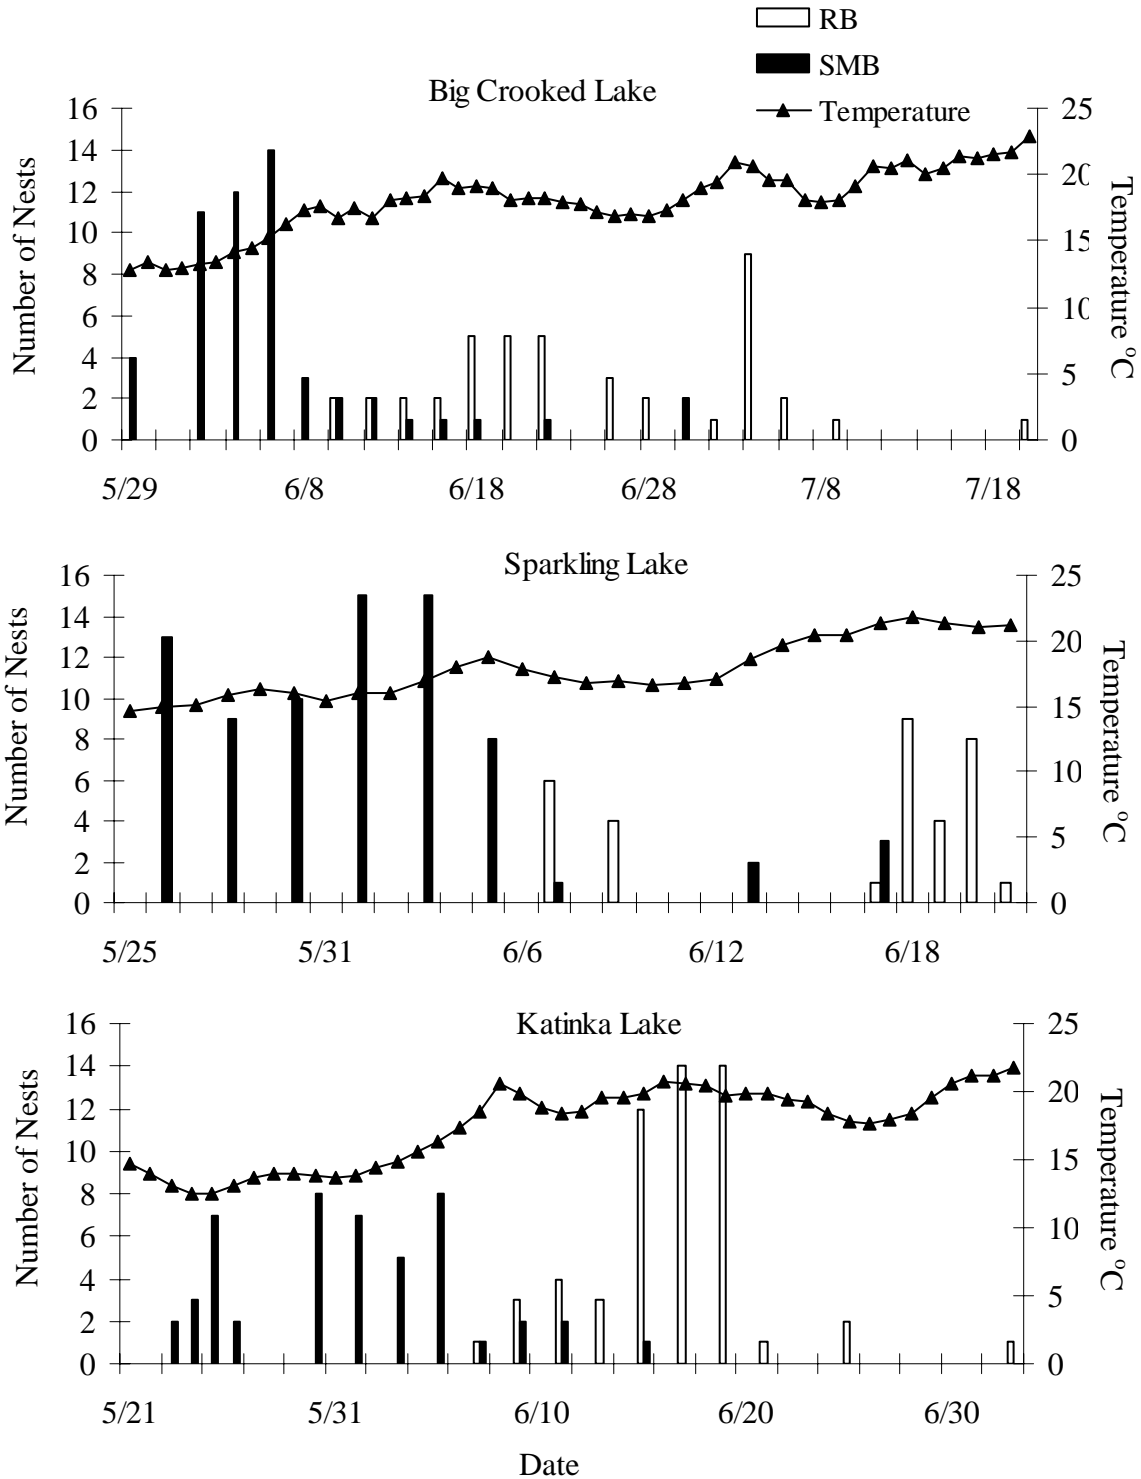 RB
SMB
Temperature
Big Crooked Lake
16
14
12
10
8
6
4
2
0
Number of Nests
25
20
15
10
5
0
Temperature °C
5/29 6/8 6/18 6/28 7/8 7/18
Sparkling Lake
16
14
12
10
8
6
4
2
0
Number of Nests
25
20
15
10
5
0
Temperature °C
5/25 5/31 6/6 6/12 6/18
Katinka Lake
16
14
12
10
8
6
4
2
0
Number of Nests
25
20
15
10
5
0
Temperature °C
5/21 5/31 6/10 6/20 6/30
Date